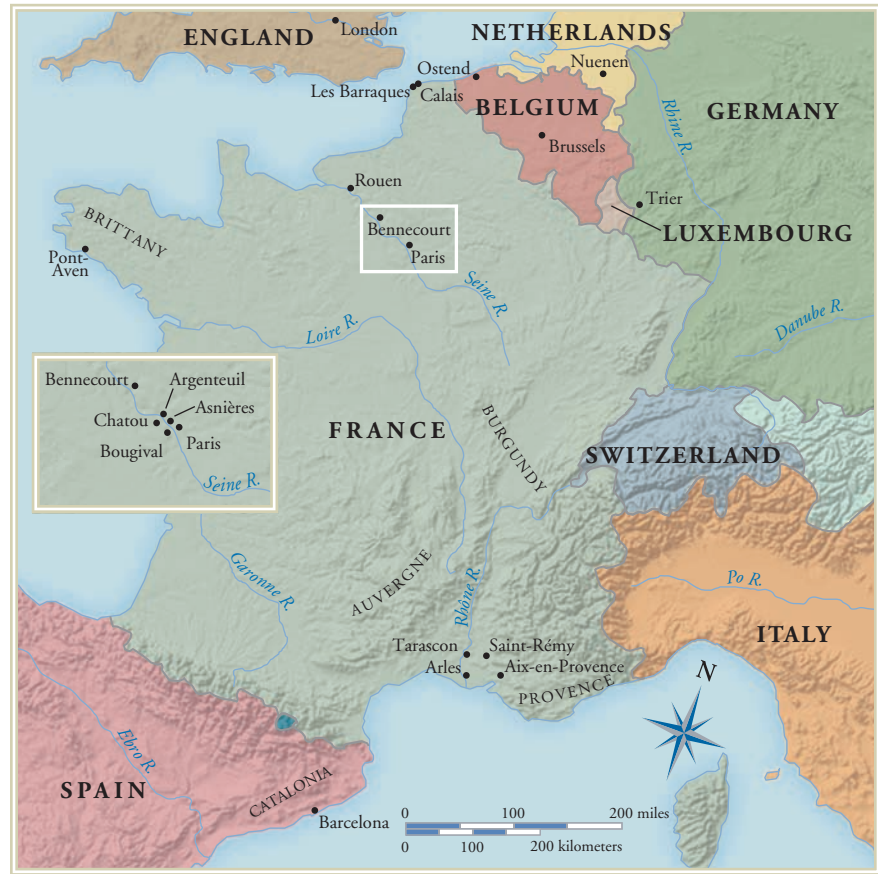 ENGLAND
London
NETHERLANDS
Nuenen
Ostend
Les Barraques
Calais
BELGIUM
Brussels
Rhine R.
GERMANY
Rouen
Trier
LUXEMBOURG
Bennecourt
Paris
BRITTANY
Pont-
Aven
Seine R.
Loire R.
Danube R.
Bennecourt
Argenteuil
Asnières
Chatou
Paris
Bougival
Seine R.
FRANCE
BURGUNDY
SWITZERLAND
Garonne R.
AUVERGNE
Rhône R.
Po R.
ITALY
Tarascon
Saint-Rémy
Arles
Aix-en-Provence
PROVENCE
N
Ebro R.
SPAIN
CATALONIA
Barcelona
0 100 200 miles
0 100 200 kilometers